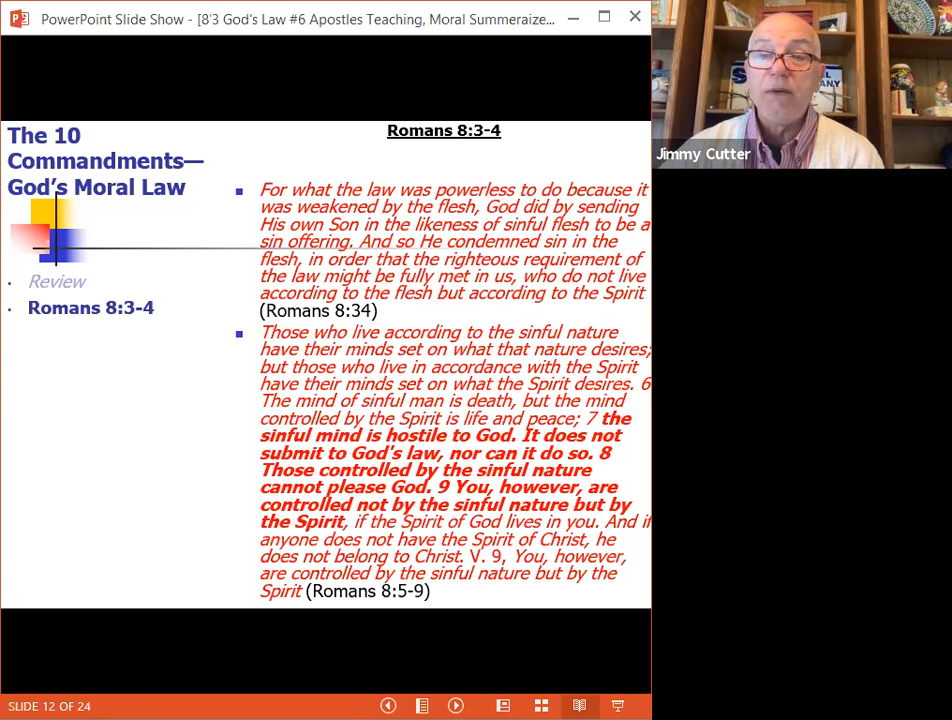 PowerPoint Slide Show - [8'3 God's Law #6 Apostles Teaching, Moral Summeraize...
The 10
Commandments—
God's Moral Law
Review
Romans 8:3-4
Romans 8:3-4
For what the law was powerless to do because it
was weakened by the flesh, God did by sending
His own Son in the likeness of sinful flesh to be a
sin offering. And so He condemned sin in the
flesh, in order that the righteous requirement of
the law might be fully met in us, who do not live
according to the flesh but according to the Spirit
(Romans 8:34)
Those who live according to the sinful nature
have their minds set on what that nature desires;
but those who live in accordance with the Spirit
have their minds set on what the Spirit desires. 6
The mind of sinful man is death, but the mind
controlled by the Spirit is life and peace; 7 the
sinful mind is hostile to God. It does not
submit to God's law, nor can it do so. 8
Those controlled by the sinful nature
cannot please God. 9 You, however, are
controlled not by the sinful nature but by
the Spirit, if the Spirit of God lives in you. And if
anyone does not have the Spirit of Christ, he
does not belong to Christ. V. 9, You, however,
are controlled by the sinful nature but by the
Spirit (Romans 8:5-9)
Jimmy Cutter
SLIDE 12 OF 24